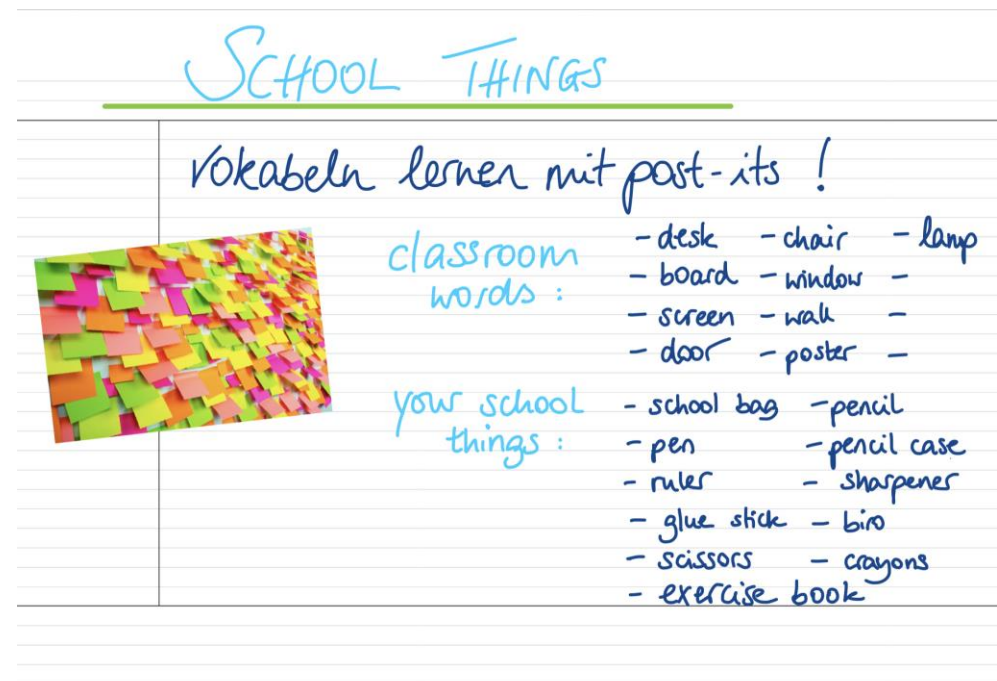 SCHOOL THINGS
Vokabeln lernen mit post-its !
classroom words :
- desk - chair - lamp
- board - window -
- screen - wall -
- door - poster -
your school things :
- school bag - pencil
- pen - pencil case
- ruler - sharpener
- glue stick - biro
- scissors - crayons
- exercise book